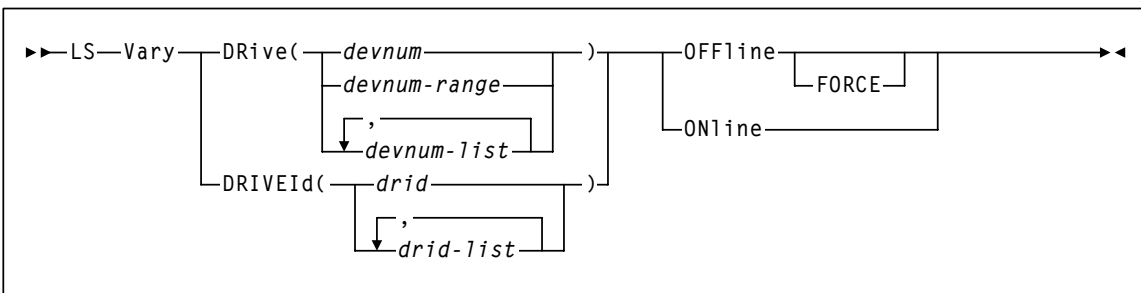 LS Vary DRive( devnum ) OFFline
devnum-range FORCE
, ONline
devnum-list
DRIVEId( drid )
,
drid-list